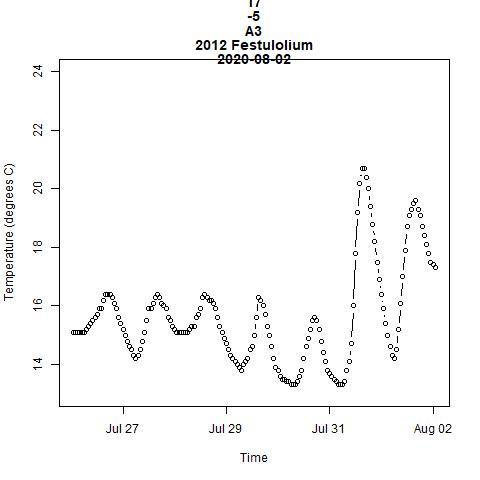 17
-5
A3
2012 Festulolium
2020-08-02
24
22
20
18
16
14
Temperature (degrees C)
Jul 27
Jul 29
Jul 31
Aug 02
Time